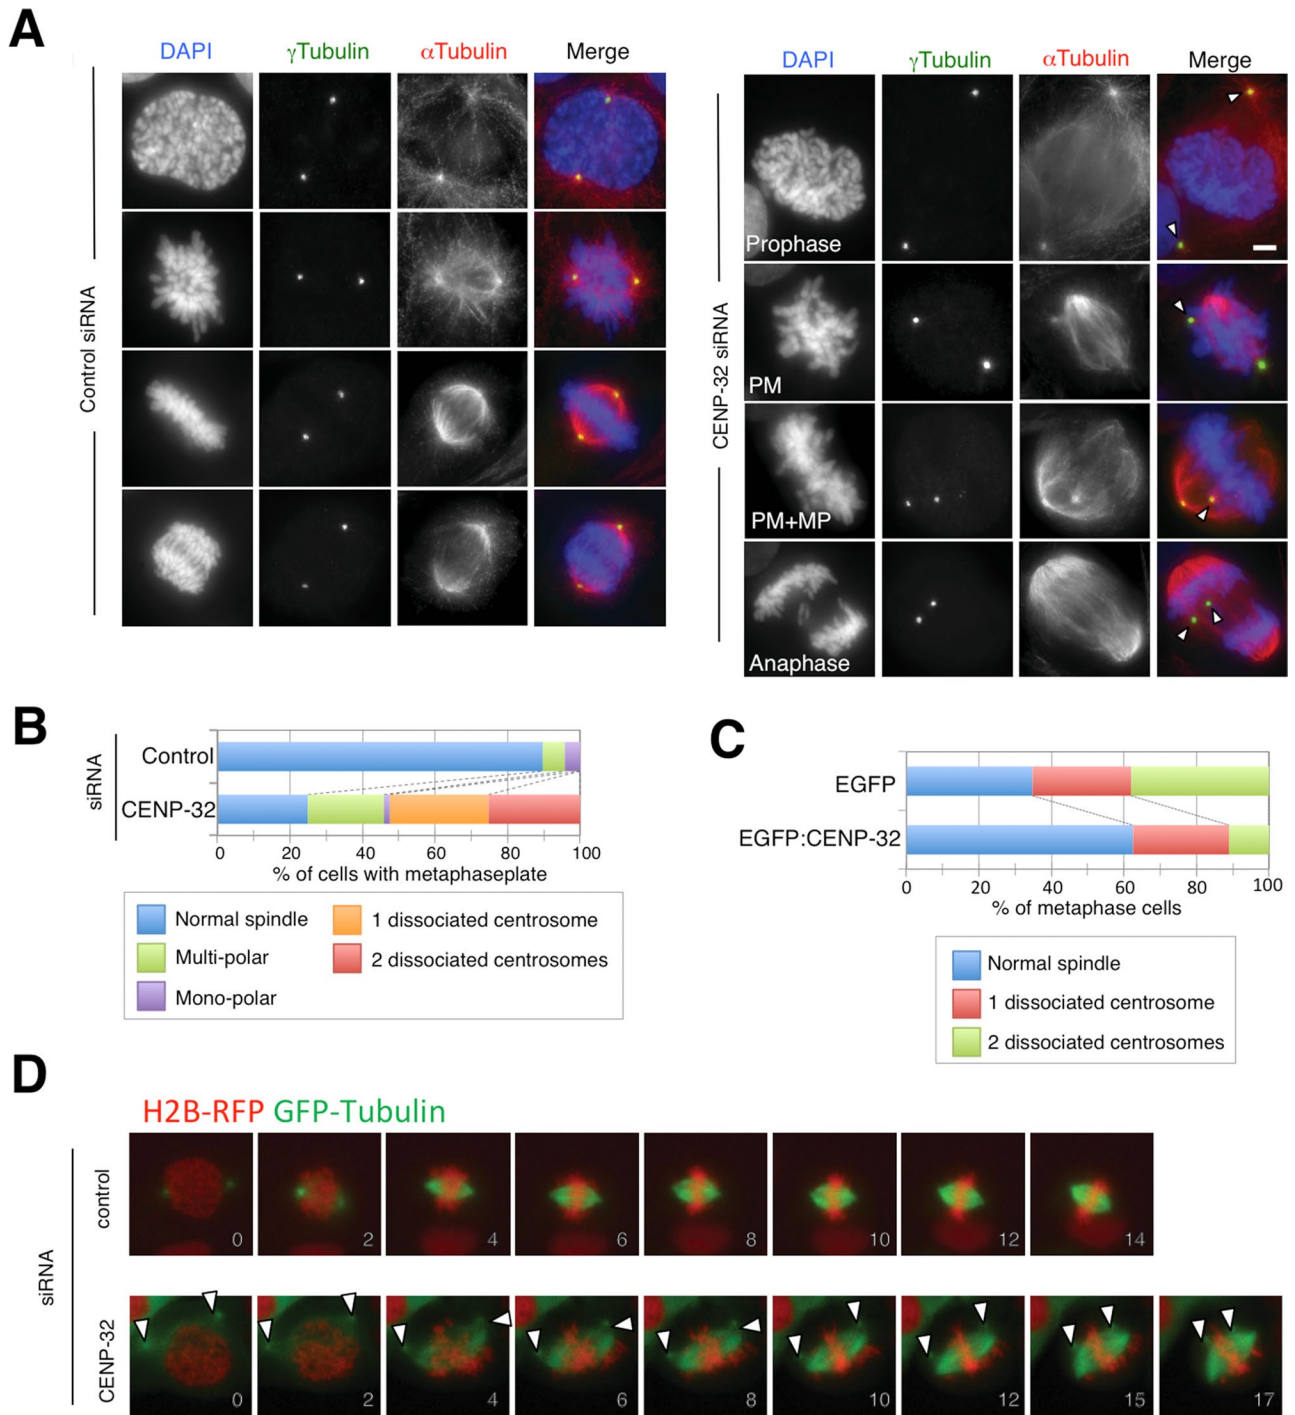 A
DAPI
γTubulin
αTubulin
Merge
Control siRNA
DAPI
γTubulin
αTubulin
Merge
CENP-32 siRNA
Prophase
PM
PM+MP
Anaphase
B
siRNA
Control
CENP-32
0 20 40 60 80 100
% of cells with metaphaseplate
Normal spindle
Multi-polar
Mono-polar
1 dissociated centrosome
2 dissociated centrosomes
C
EGFP
EGFP:CENP-32
0 20 40 60 80 100
% of metaphase cells
Normal spindle
1 dissociated centrosome
2 dissociated centrosomes
D
H2B-RFP GFP-Tubulin
siRNA
control
0 2 4 6 8 10 12 14
CENP-32
0 2 4 6 8 10 12 15 17